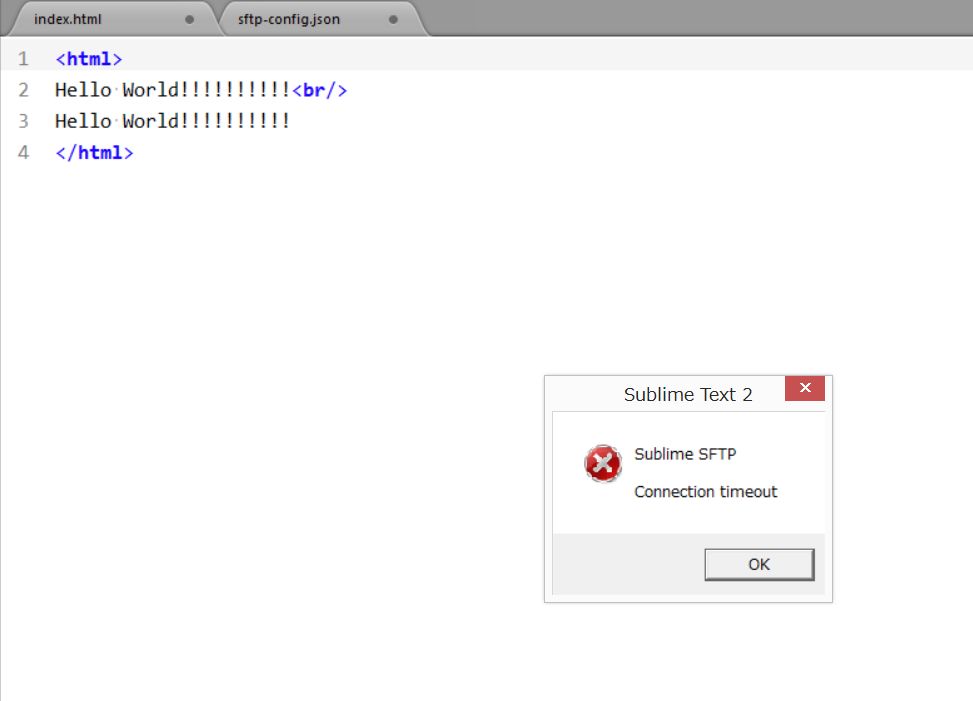 index.html
sftp-config.json
1 <html>
2 Hello World!!!!!!!!!!<br/>
3 Hello World!!!!!!!!!!
4 </html>
Sublime Text 2
Sublime SFTP
Connection timeout
OK